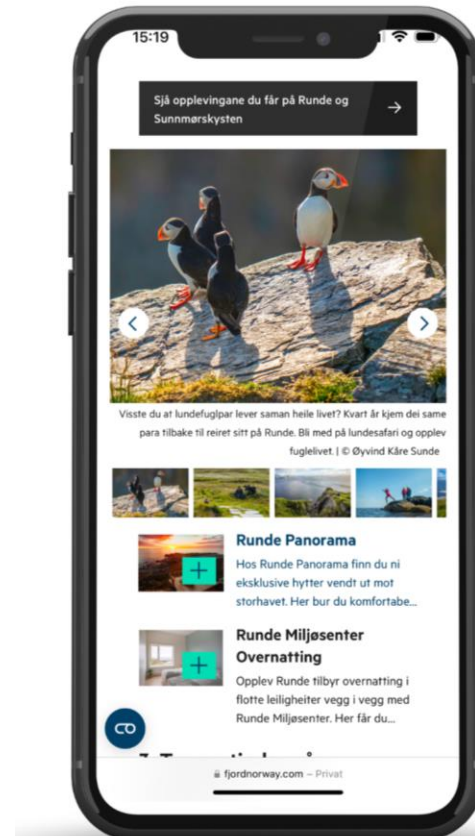 15:19
Sjå opplevingane du får på Runde og
Sunnmørskysten
Visste du at lundefuglpar lever saman heile livet? Kvart år kjem dei same
para tilbake til reiret sitt på Runde. Bli med på lundesafari og opplev
fuglelivet. | © Øyvind Kåre Sunde
Runde Panorama
Hos Runde Panorama finn du ni
eksklusive hytter vendt ut mot
storhavet. Her bur du komfortabe...
Runde Miljøsenter
Overnatting
Opplev Runde tilbyr overnatting i
flotte leiligheiter vegg i vegg med
Runde Miljøsenter. Her får du...
fjordnorway.com – Privat